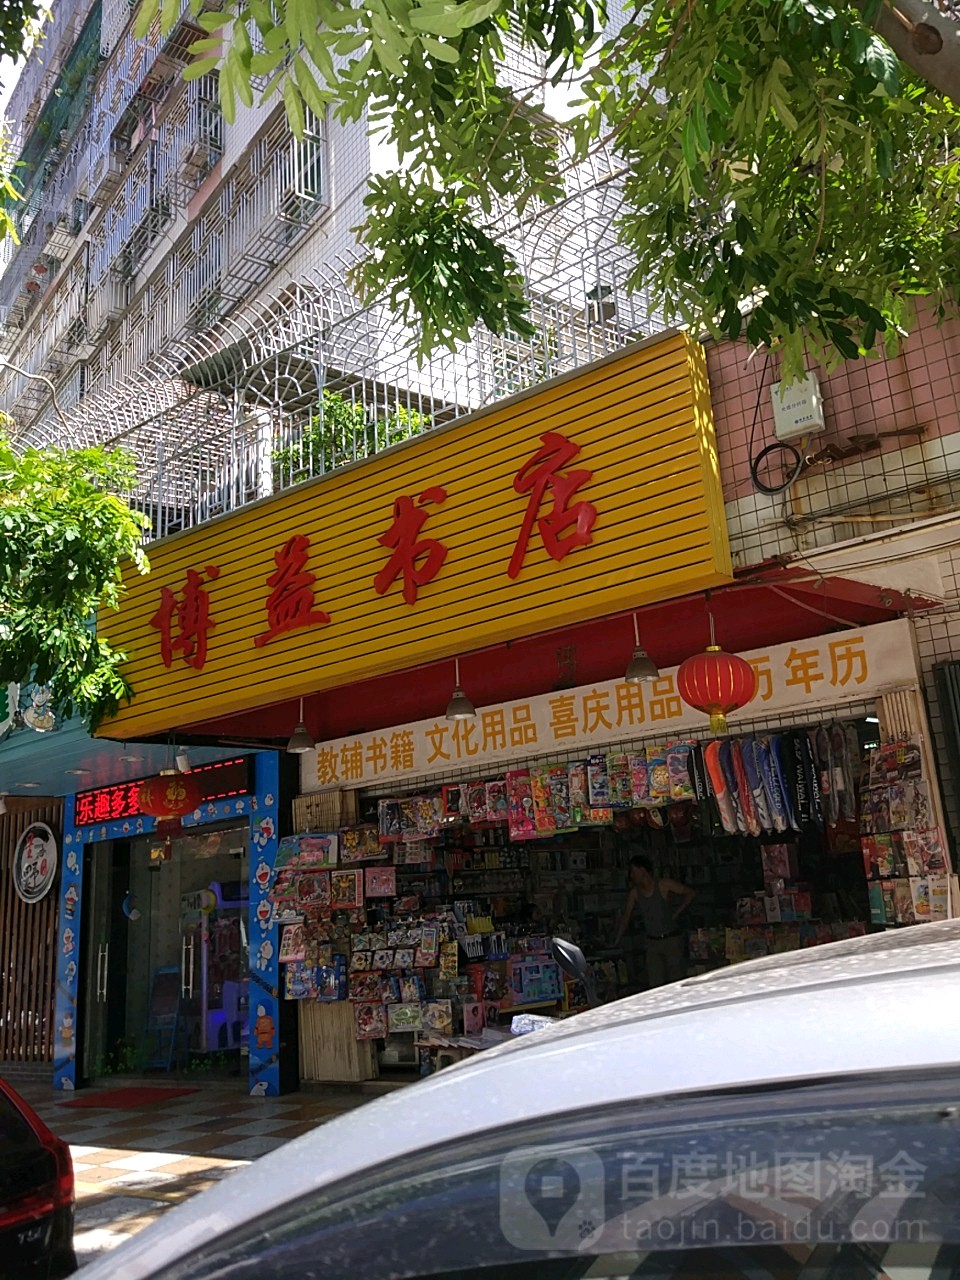 博益书店
教辅书籍 文化用品 喜庆用品 历 年历
乐趣多多
百度地图淘金
taojin.baidu.com